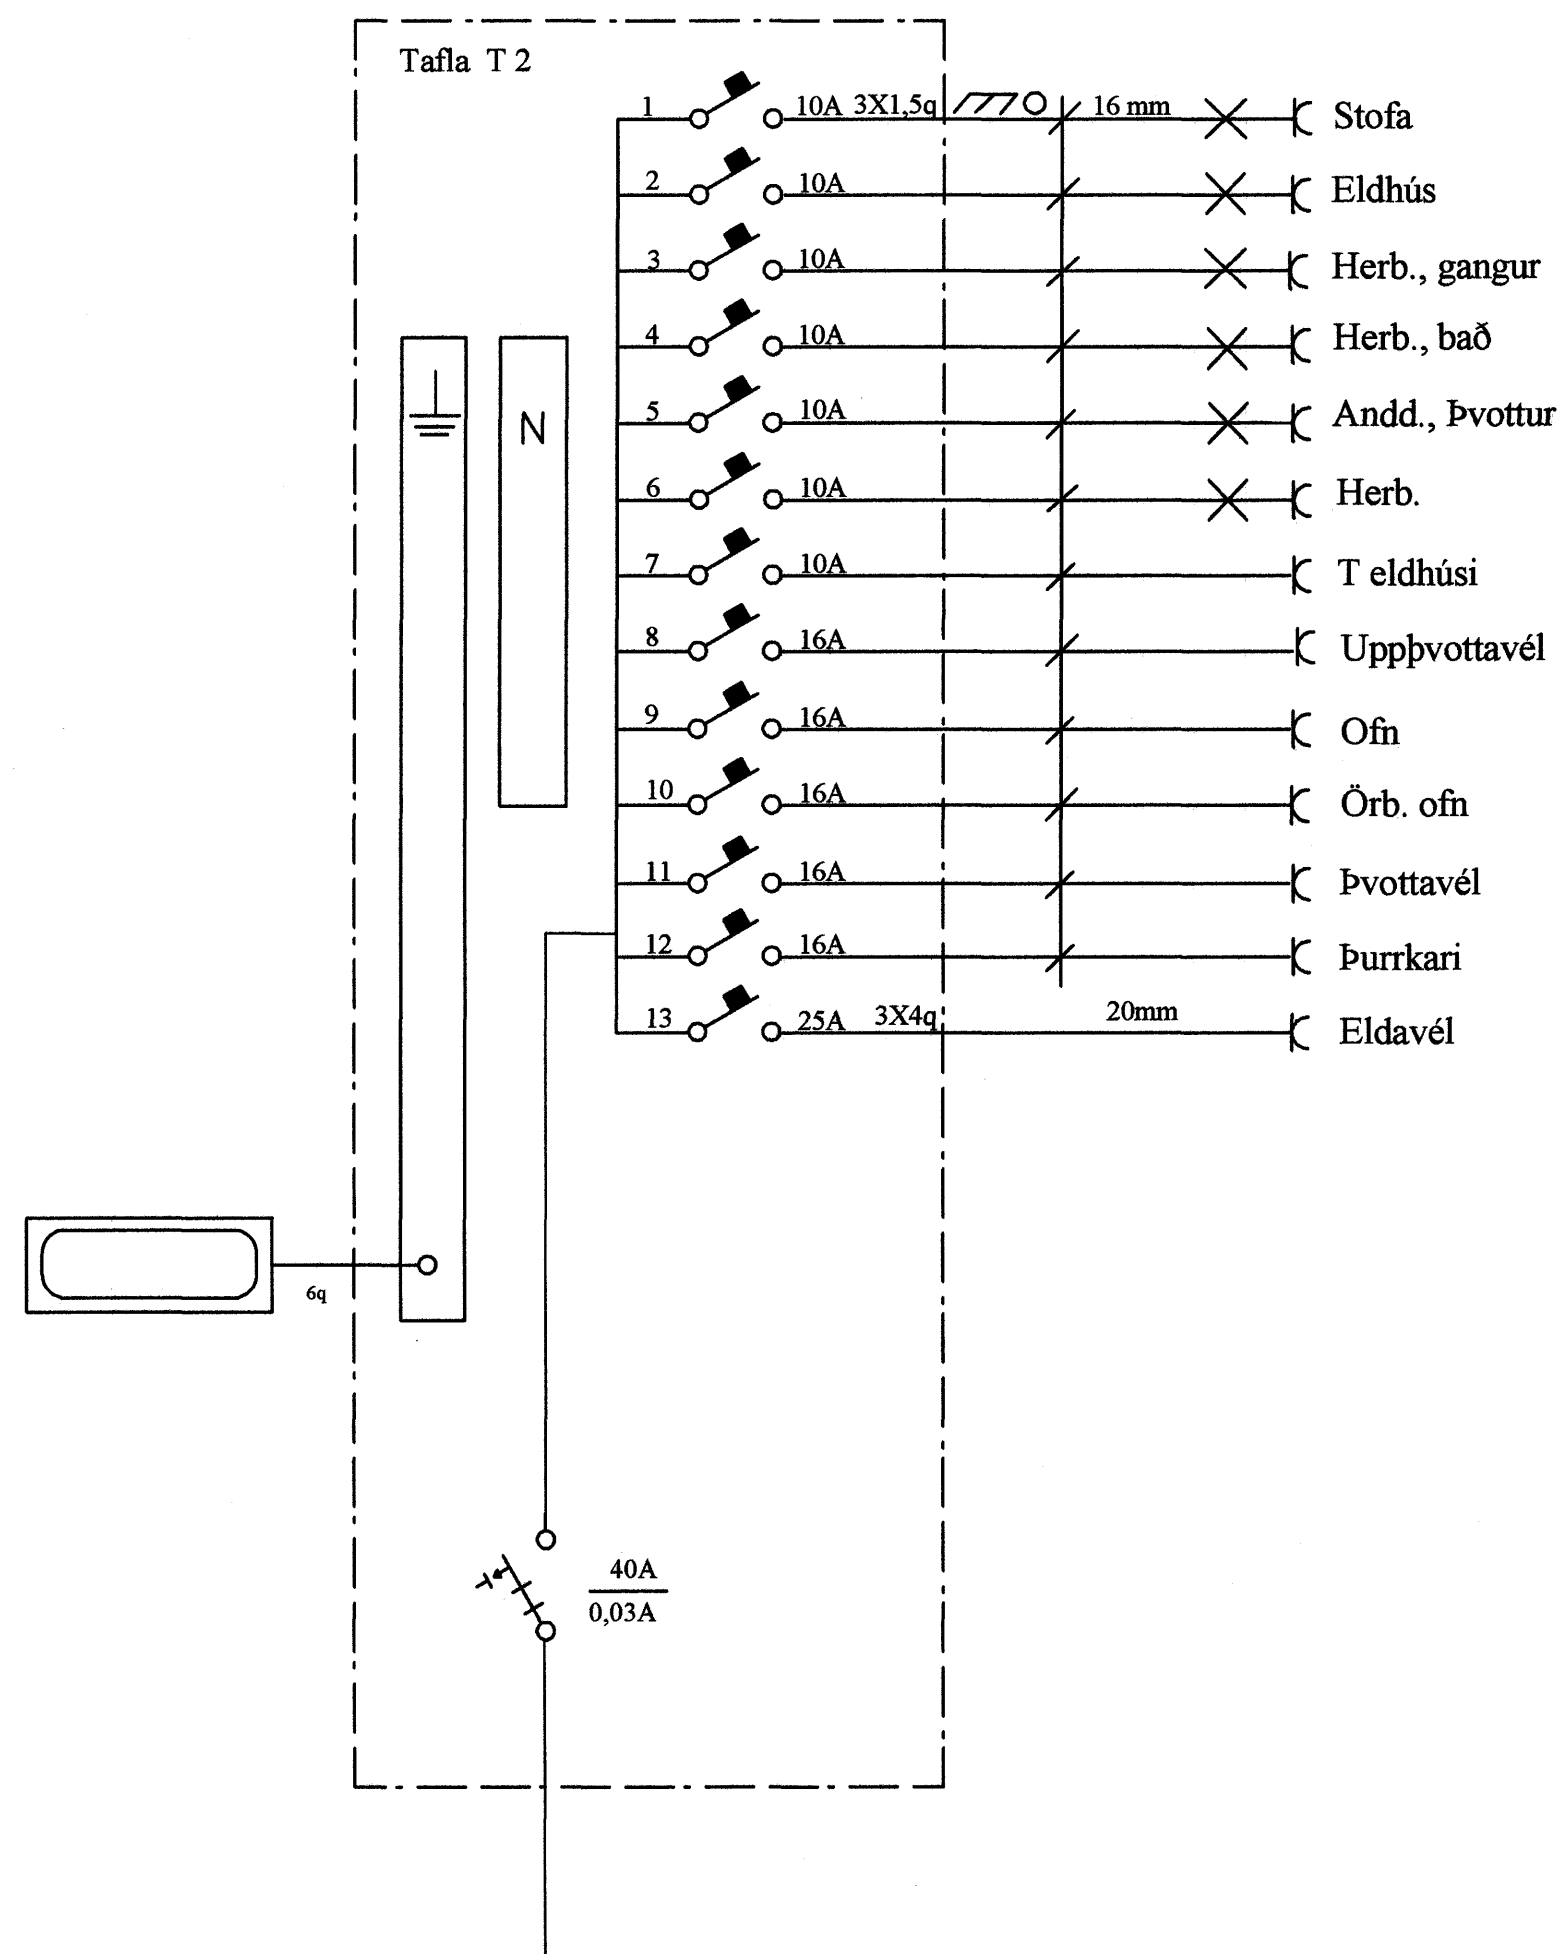 Tafla T 2
1 10A 3X1,5q 16 mm Stofa
2 10A Eldhús
3 10A Herb., gangur
4 10A Herb., bað
5 10A Andd., Þvottur
6 10A Herb.
7 10A T eldhúsi
8 16A Uppþvottavél
9 16A Ofn
10 16A Örb. ofn
11 16A Þvottavél
12 16A Þurrkari
13 25A 3X4q 20mm Eldavél
N
6q
40A
0,03A